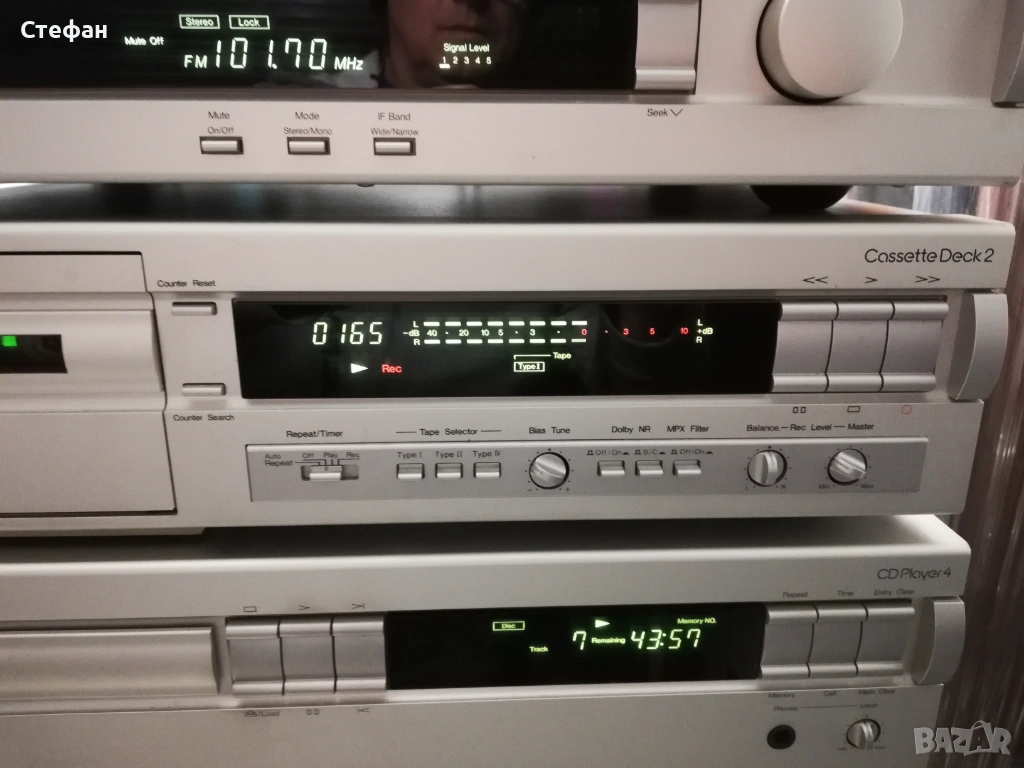 Стефан
Stereo Lock
Mute Off
FM 101.70 MHz
Signal Level
1 2 3 4 5
Mute Mode IF Band
On/Off Stereo/Mono Wide/Narrow
Seek
Cassette Deck 2
<< > >>
Counter Reset
0165
L
-dB 40 · 20 10 5 · 3 · 0 · 3 5 10 +dB
R
Rec
Tape
Type I
Counter Search
Repeat/Timer Tape Selector Bias Tune Dolby NR MPX Filter Balance Rec Level Master
Auto Repeat Off Play Rec
Type I Type II Type IV
Off/On B/C Off/On
- +
L R Min Max
CD Player 4
Repeat Time Entry Clear
Disc
Memory NO.
Track 7 Remaining 43:57
Memory Call Mem. Clear
Phones Level
BAZAR